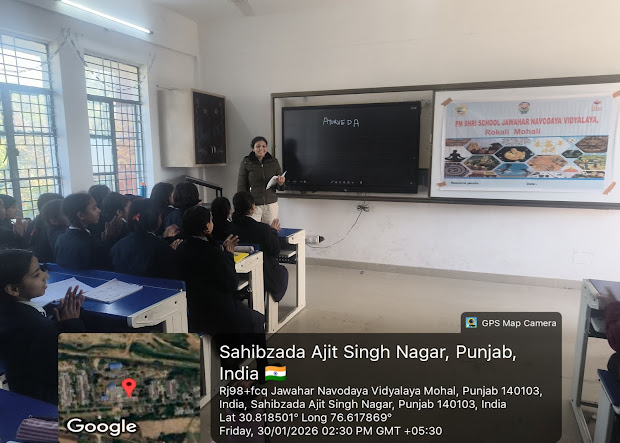 AYURVEDA
PM SHRI SCHOOL JAWAHAR NAVODAYA VIDYALAYA,
Rokali Mohali
GPS Map Camera
Sahibzada Ajit Singh Nagar, Punjab,
India
Rj98+fcq Jawahar Navodaya Vidyalaya Mohal, Punjab 140103,
India, Sahibzada Ajit Singh Nagar, Punjab 140103, India
Lat 30.818501° Long 76.617869°
Friday, 30/01/2026 02:30 PM GMT +05:30
Google